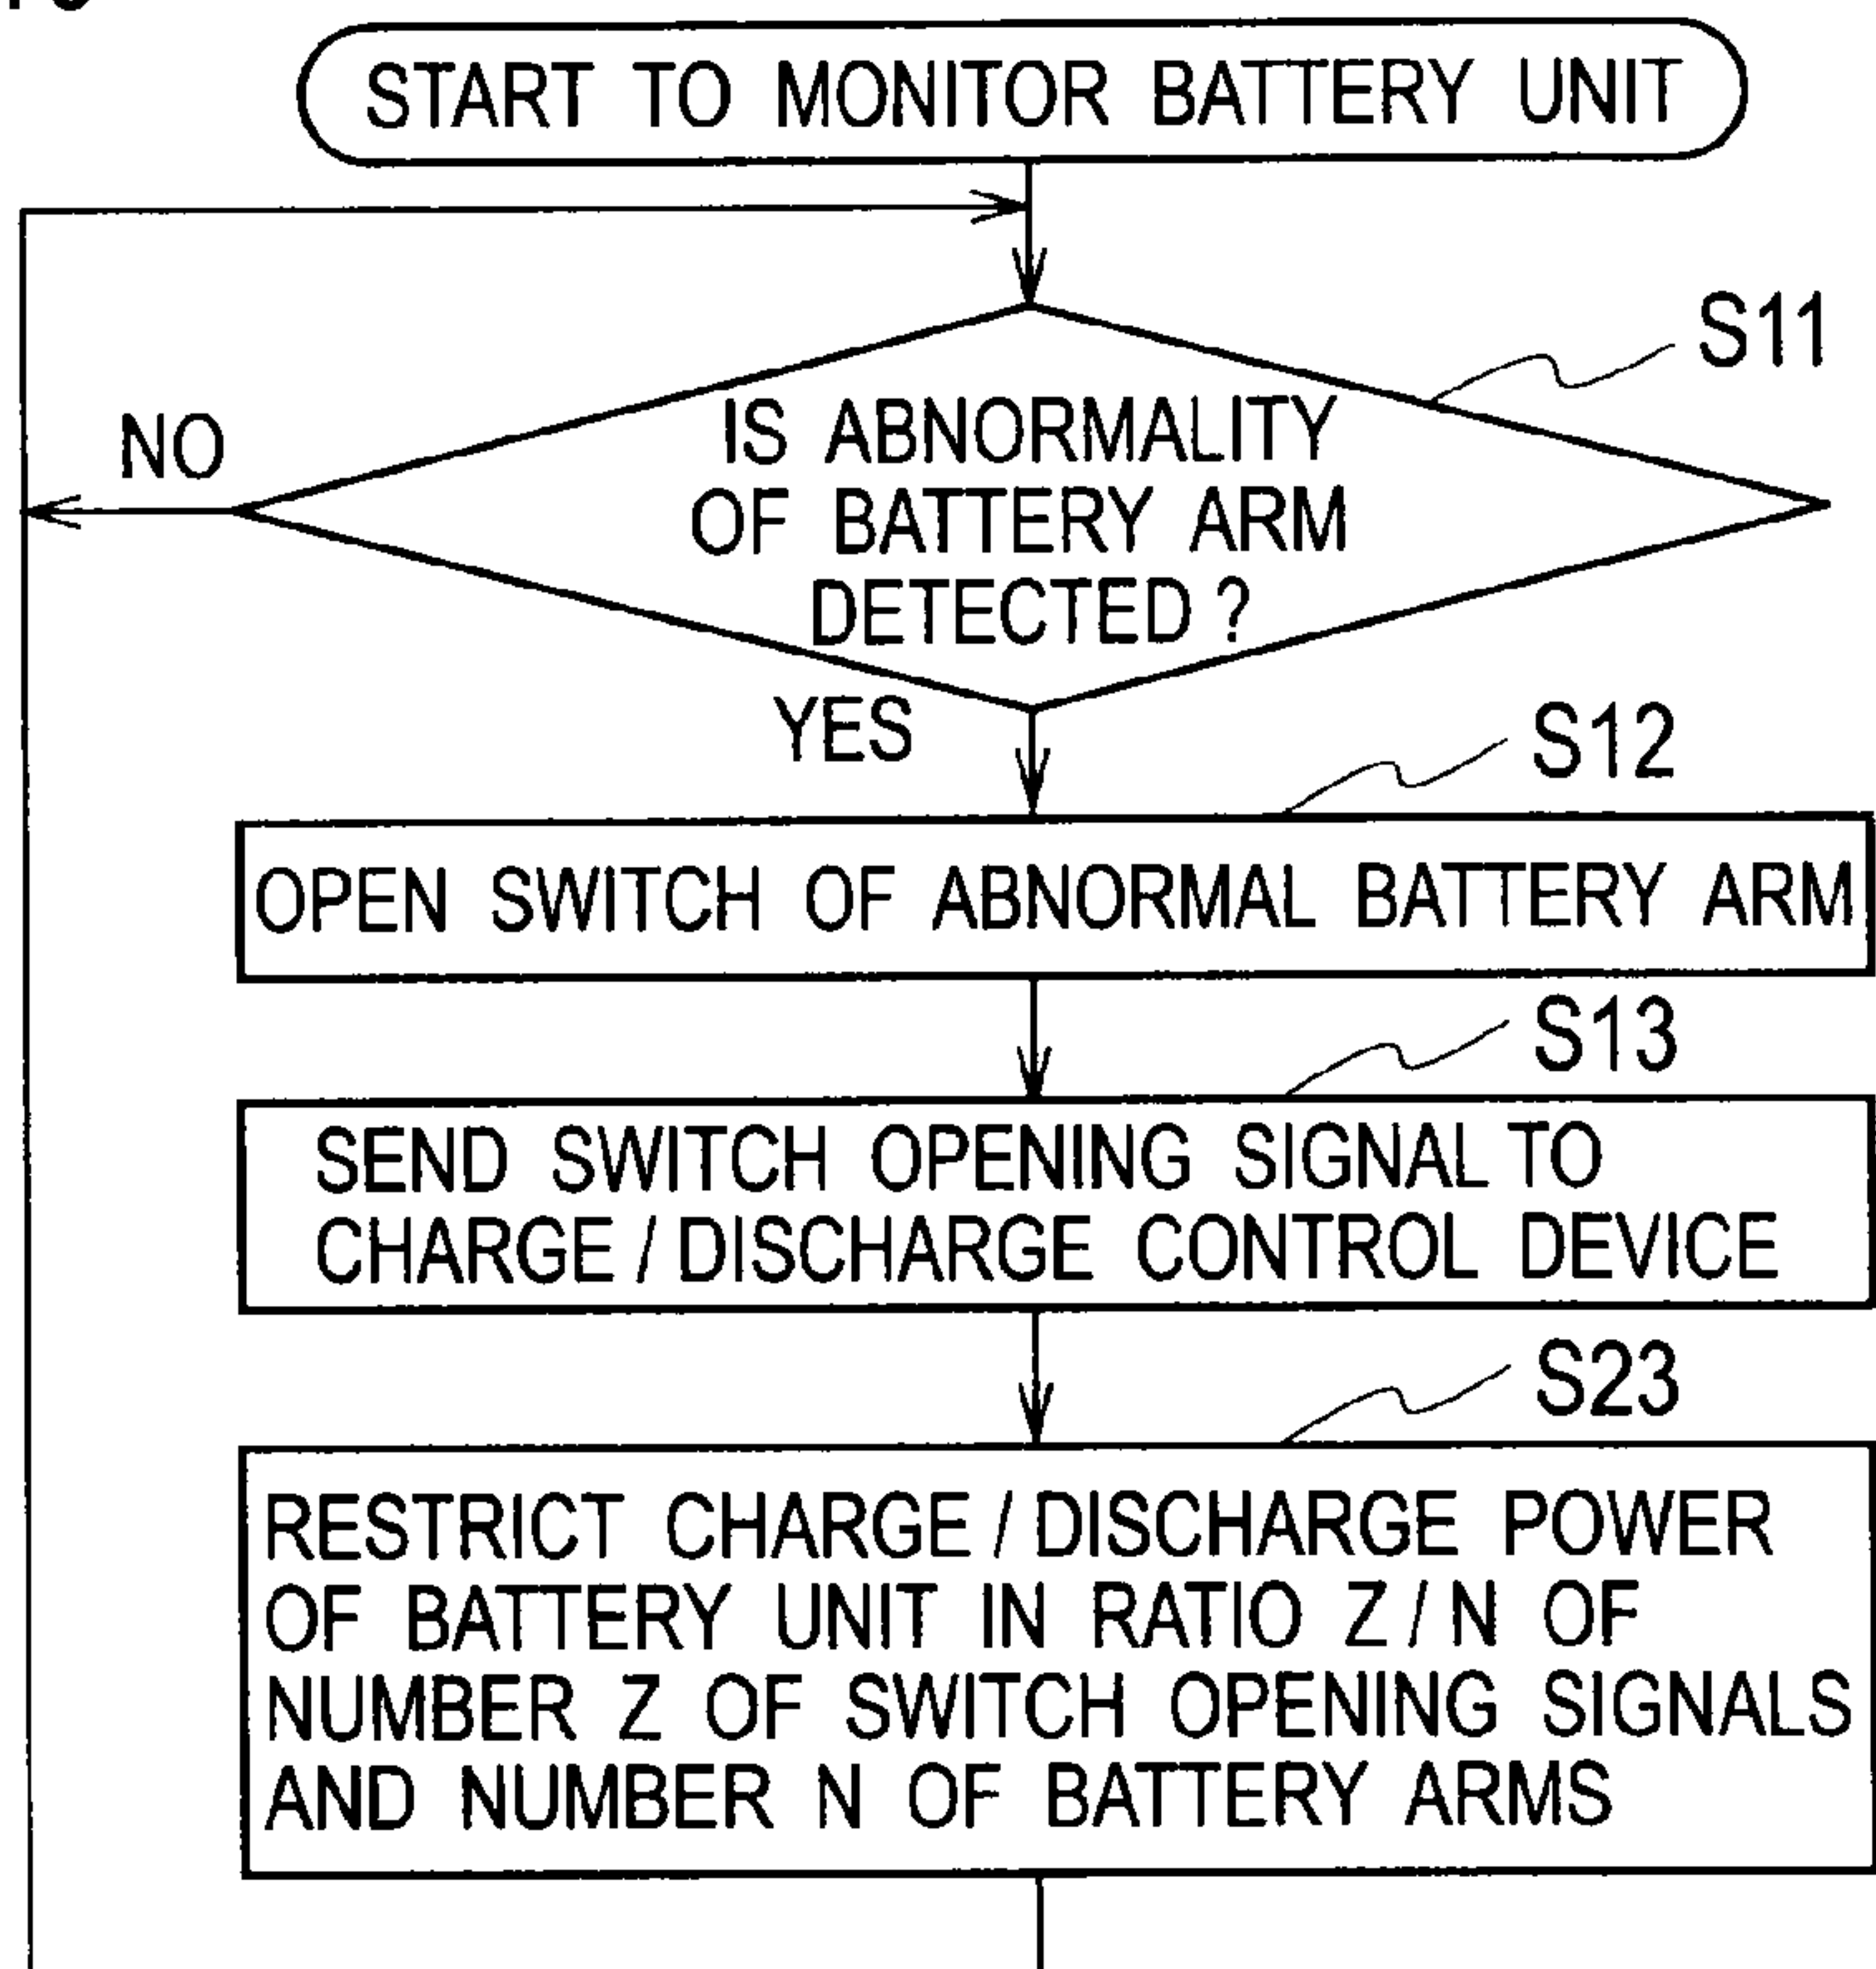 START TO MONITOR BATTERY UNIT
S11
IS ABNORMALITY
OF BATTERY ARM
DETECTED ?
NO
YES
S12
OPEN SWITCH OF ABNORMAL BATTERY ARM
S13
SEND SWITCH OPENING SIGNAL TO
CHARGE / DISCHARGE CONTROL DEVICE
S23
RESTRICT CHARGE / DISCHARGE POWER
OF BATTERY UNIT IN RATIO Z / N OF
NUMBER Z OF SWITCH OPENING SIGNALS
AND NUMBER N OF BATTERY ARMS